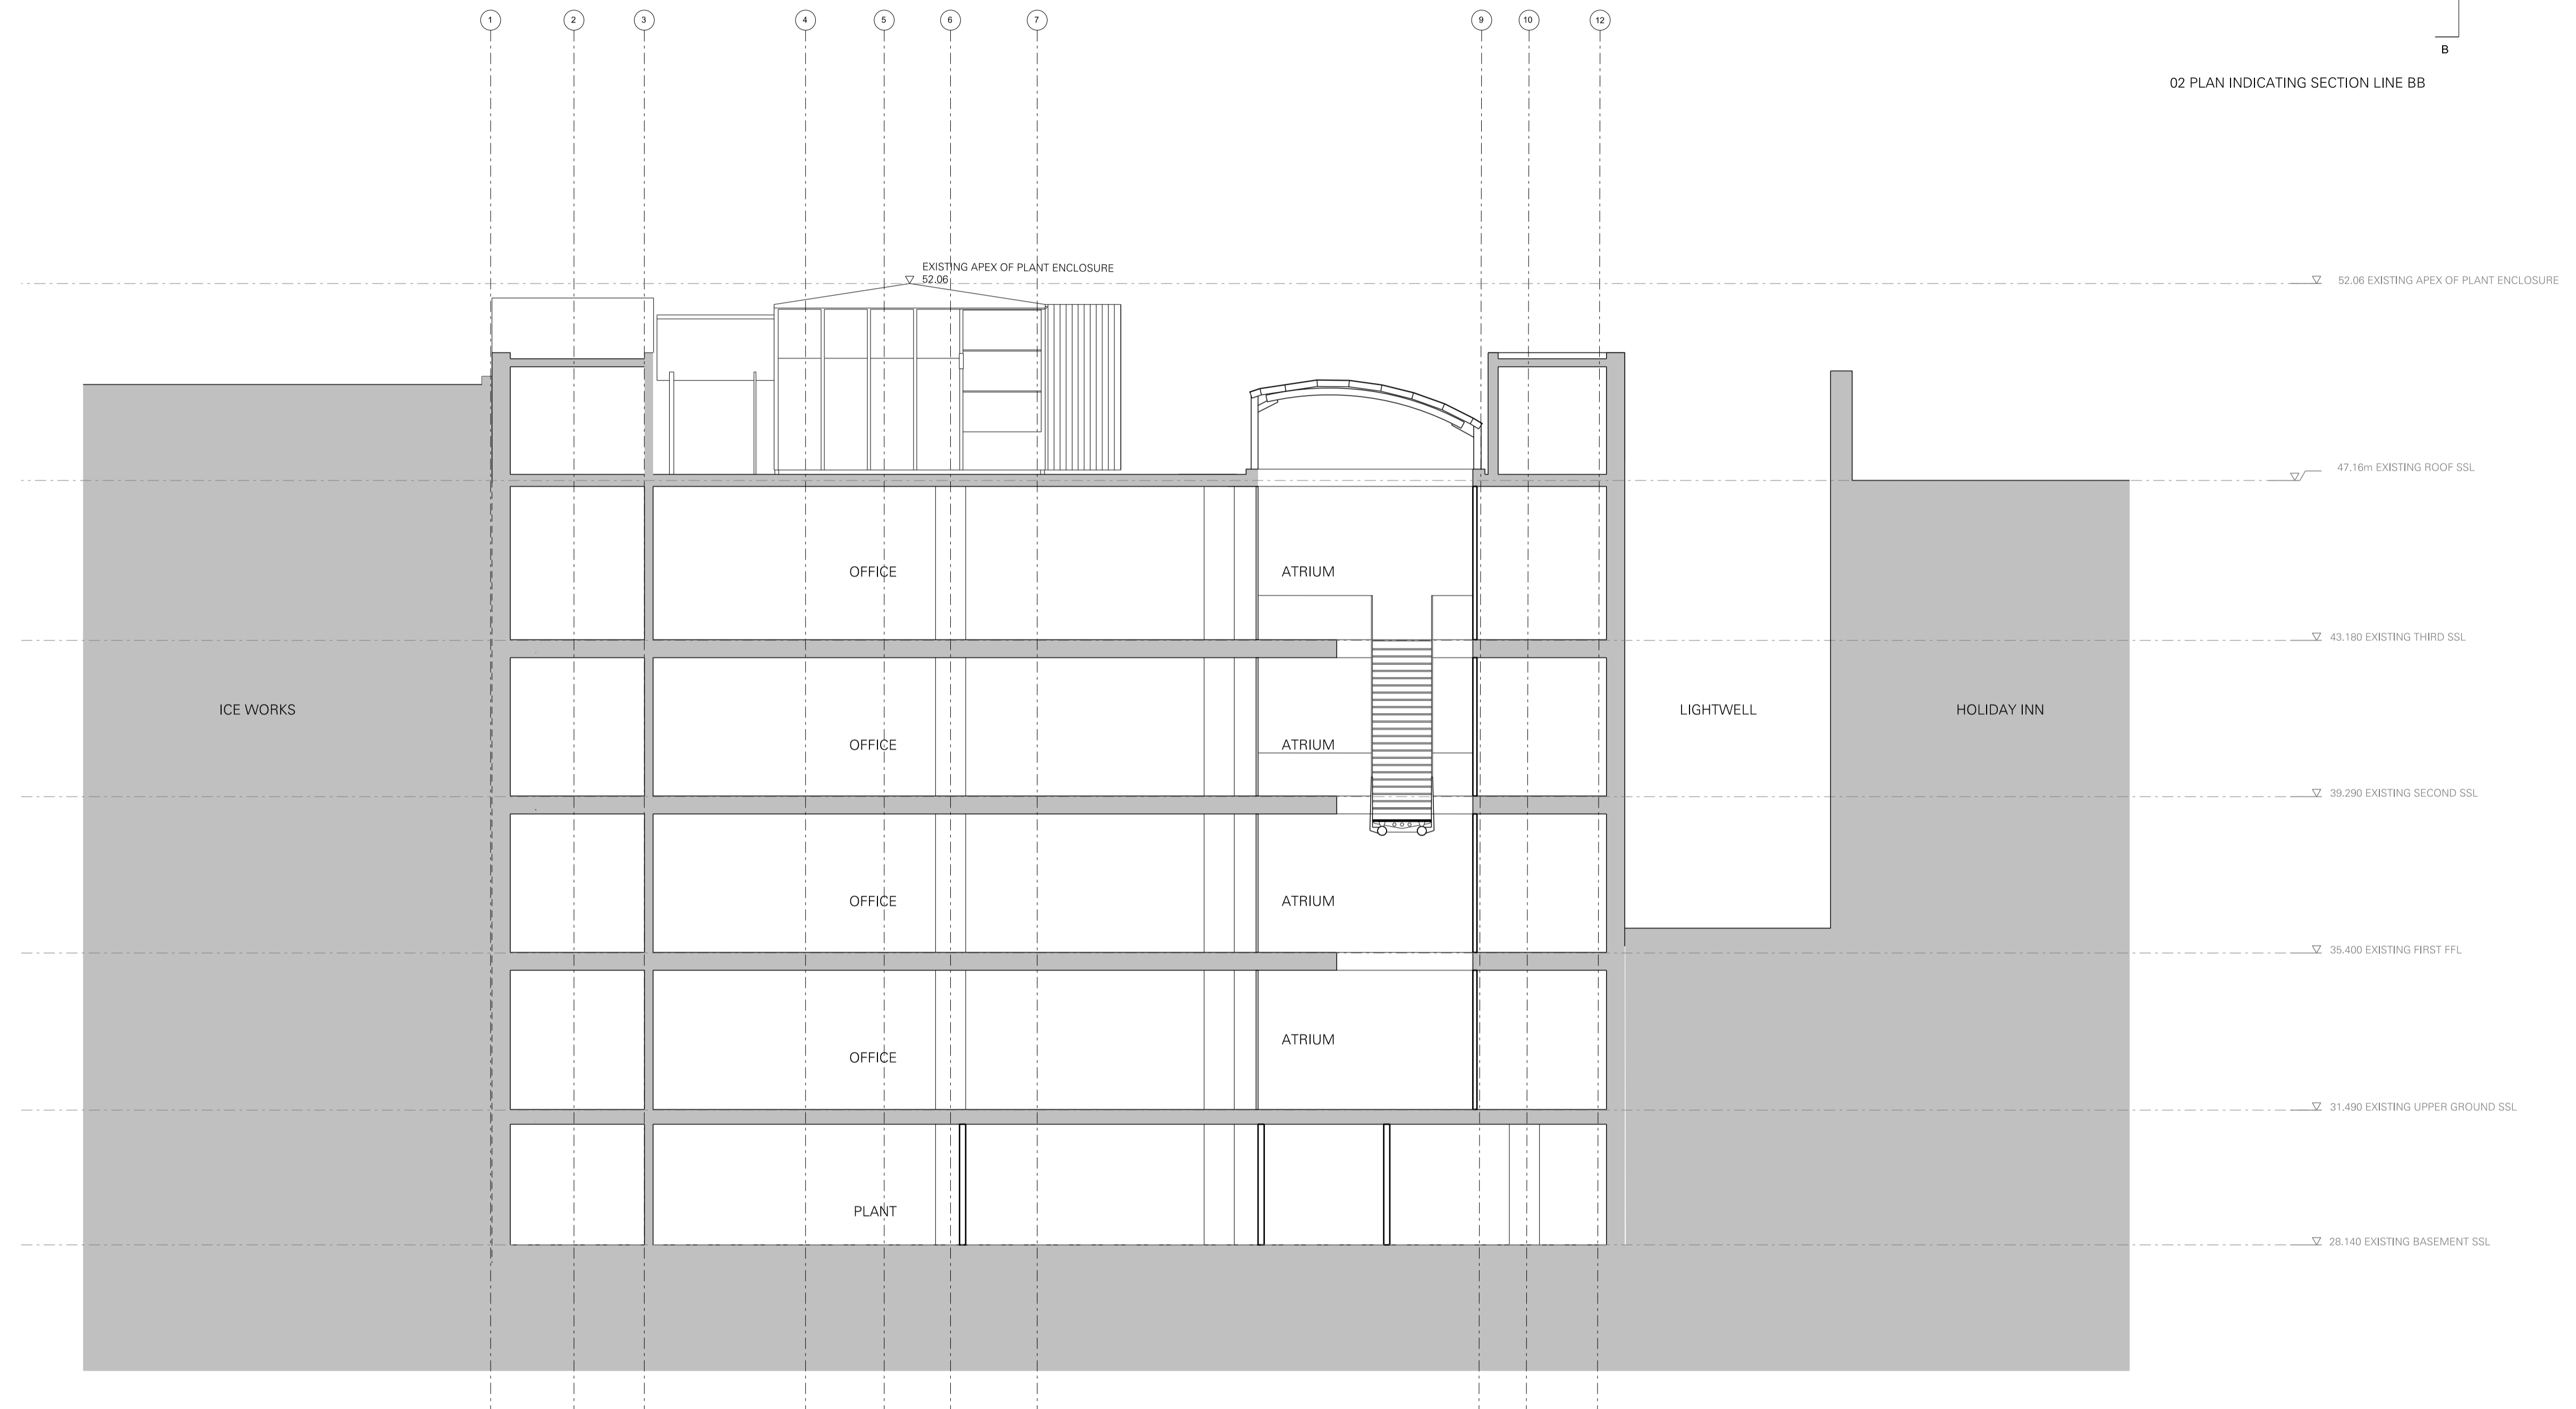 1 2 3 4 5 6 7 9 10 12
B
02 PLAN INDICATING SECTION LINE BB
EXISTING APEX OF PLANT ENCLOSURE
52.06
52.06 EXISTING APEX OF PLANT ENCLOSURE
47.16m EXISTING ROOF SSL
OFFICE ATRIUM
43.180 EXISTING THIRD SSL
ICE WORKS LIGHTWELL HOLIDAY INN
OFFICE ATRIUM
39.290 EXISTING SECOND SSL
OFFICE ATRIUM
35.400 EXISTING FIRST FFL
ATRIUM
OFFICE
31.490 EXISTING UPPER GROUND SSL
PLANT
28.140 EXISTING BASEMENT SSL